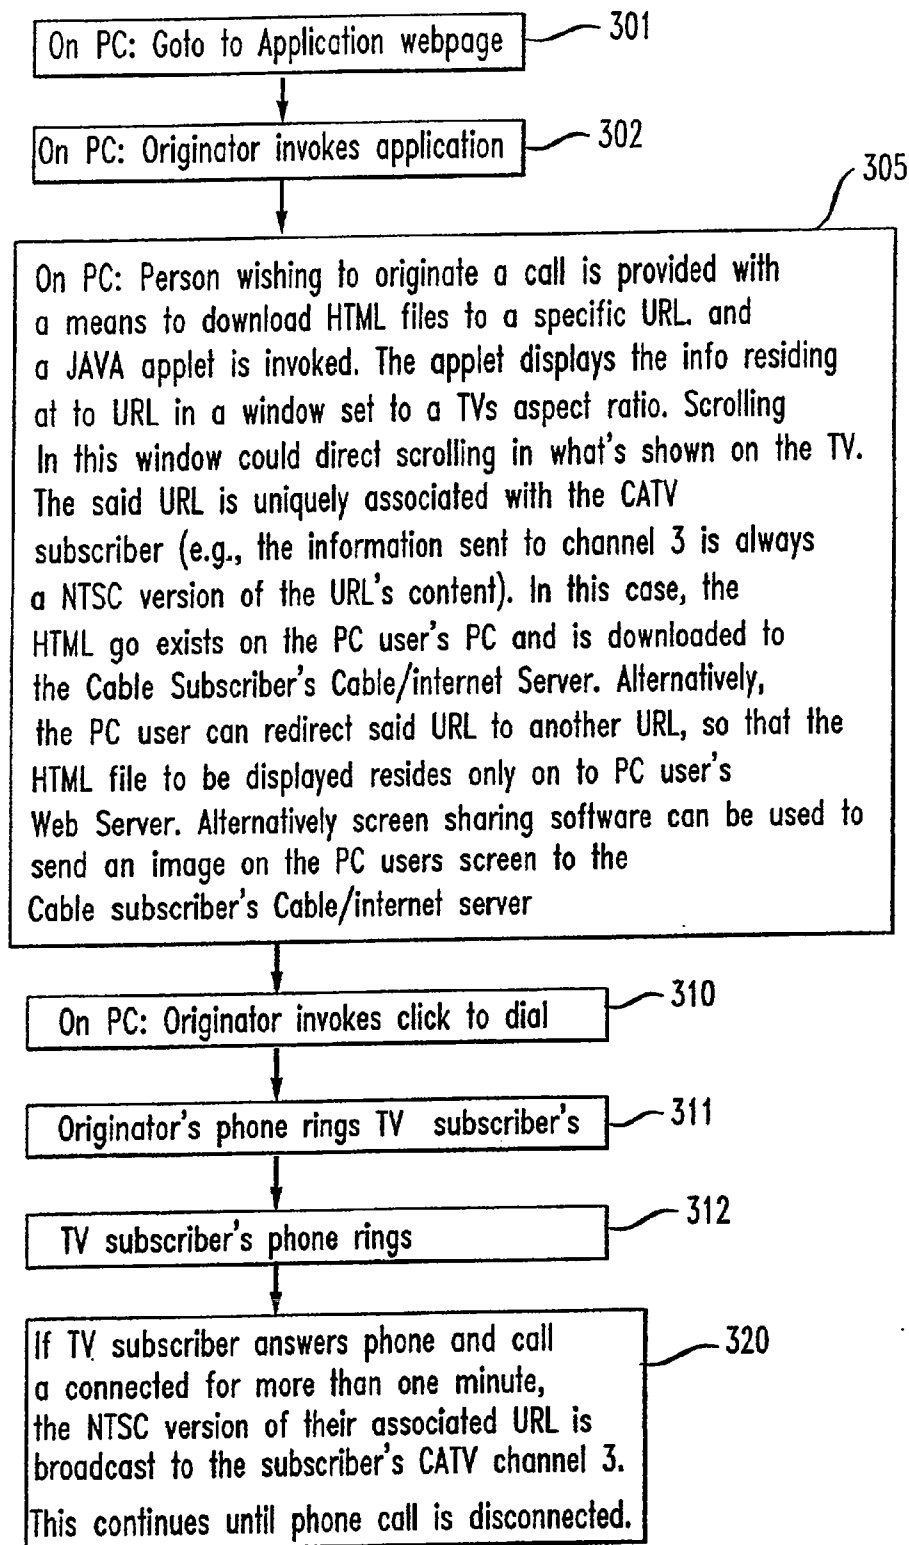 On PC: Goto to Application webpage
301
On PC: Originator invokes application
302
305
On PC: Person wishing to originate a call is provided with
a means to download HTML files to a specific URL. and
a JAVA applet is invoked. The applet displays the info residing
at to URL in a window set to a TVs aspect ratio. Scrolling
In this window could direct scrolling in what's shown on the TV.
The said URL is uniquely associated with the CATV
subscriber (e.g., the information sent to channel 3 is always
a NTSC version of the URL's content). In this case, the
HTML go exists on the PC user's PC and is downloaded to
the Cable Subscriber's Cable/internet Server. Alternatively,
the PC user can redirect said URL to another URL, so that the
HTML file to be displayed resides only on to PC user's
Web Server. Alternatively screen sharing software can be used to
send an image on the PC users screen to the
Cable subscriber's Cable/internet server
On PC: Originator invokes click to dial
310
Originator's phone rings TV subscriber's
311
TV subscriber's phone rings
312
If TV subscriber answers phone and call
a connected for more than one minute,
the NTSC version of their associated URL is
broadcast to the subscriber's CATV channel 3.
This continues until phone call is disconnected.
320